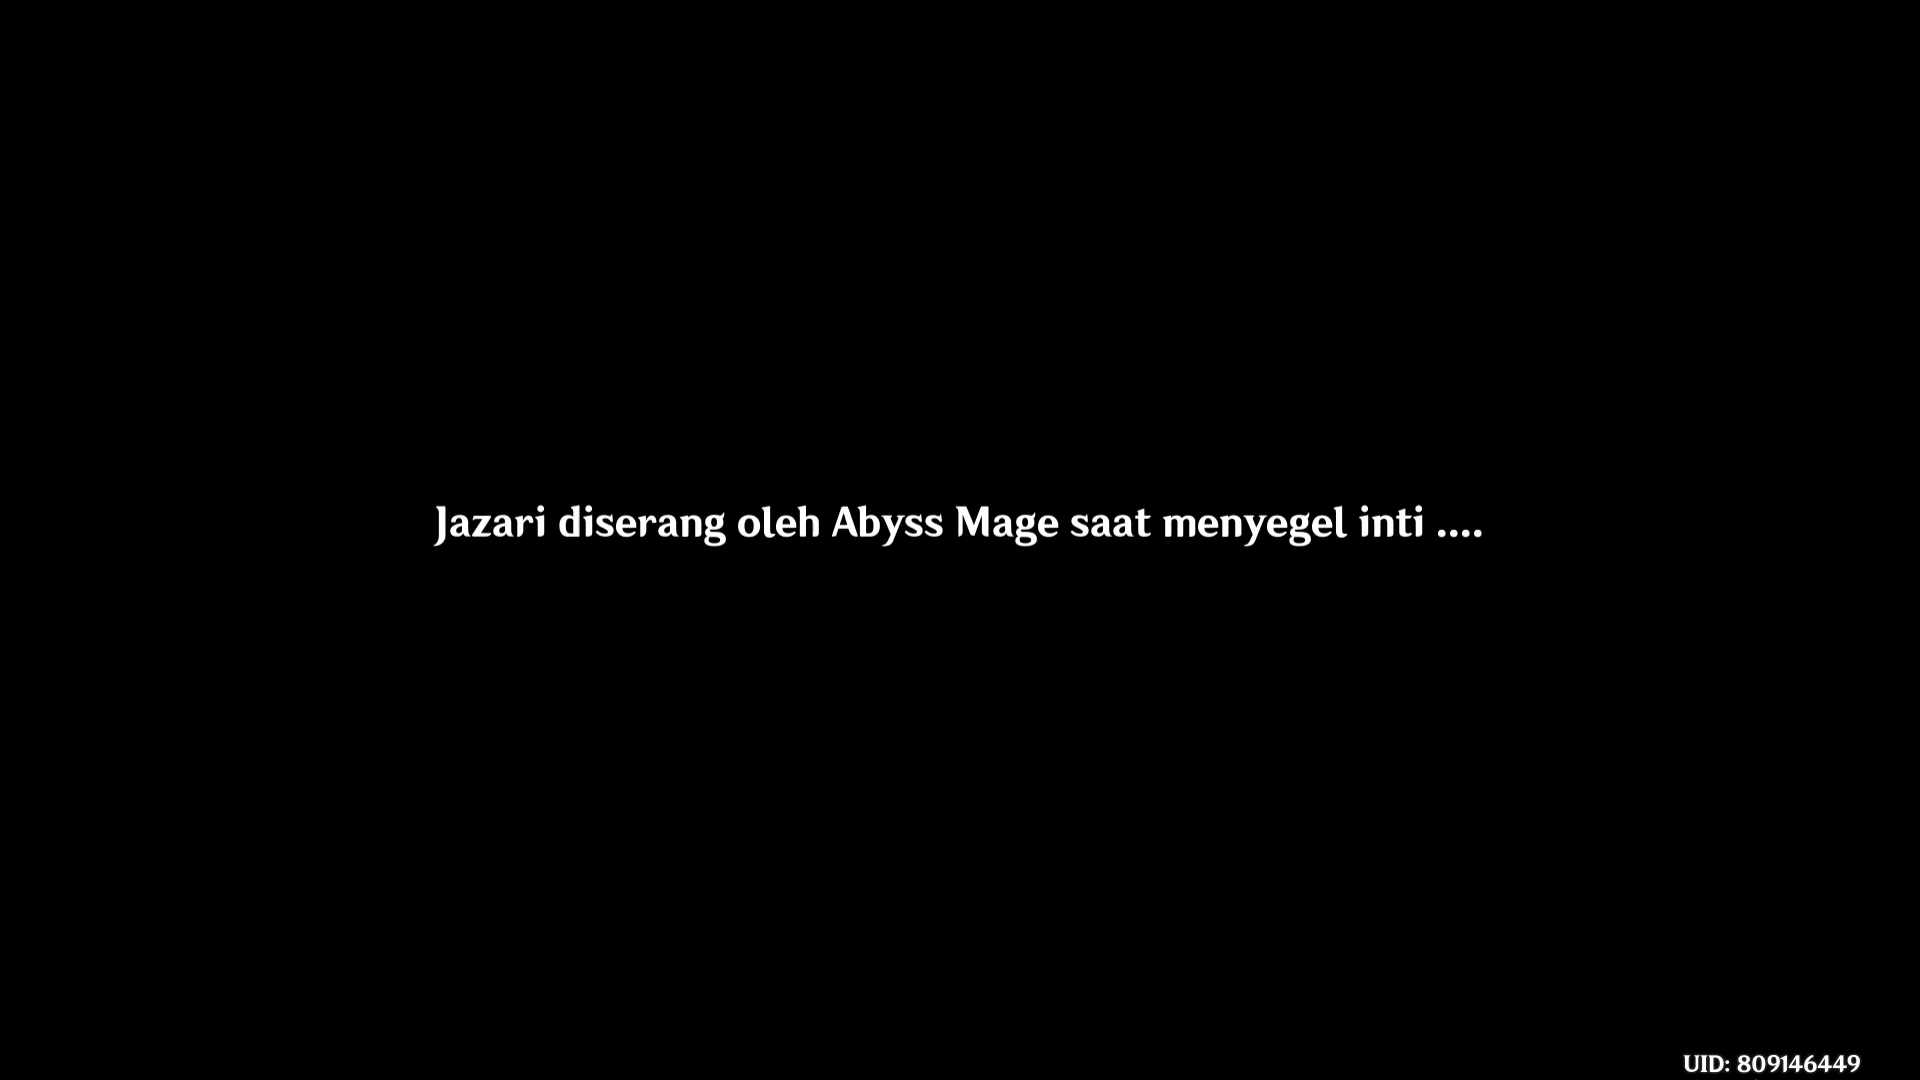 Jazari diserang oleh Abyss Mage saat menyegel inti ....
UID: 809146449